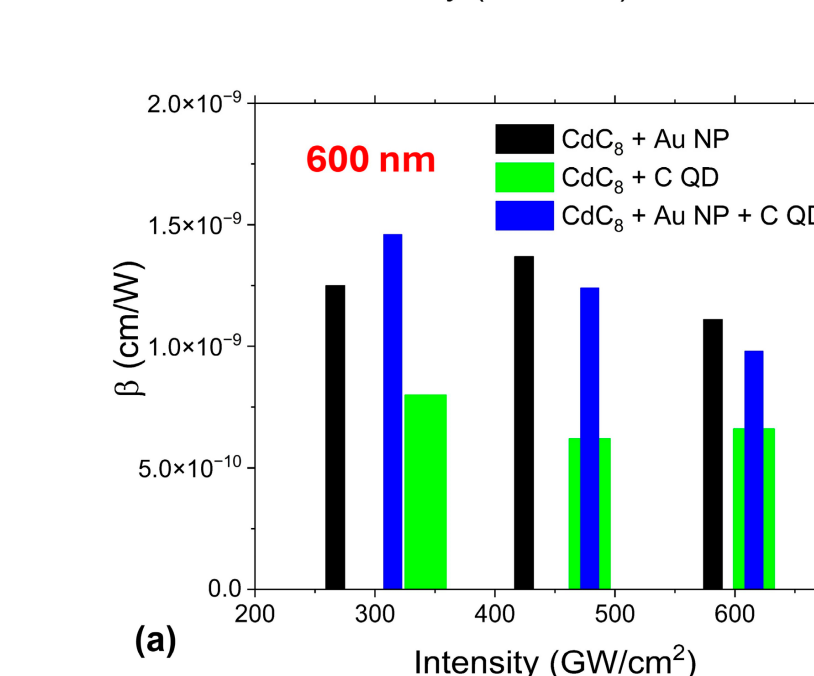 2.0×10⁻⁹
600 nm
CdC₈ + Au NP
CdC₈ + C QD
CdC₈ + Au NP + C QD
1.5×10⁻⁹
1.0×10⁻⁹
5.0×10⁻¹⁰
0.0
β (cm/W)
200 300 400 500 600
(a)
Intensity (GW/cm²)